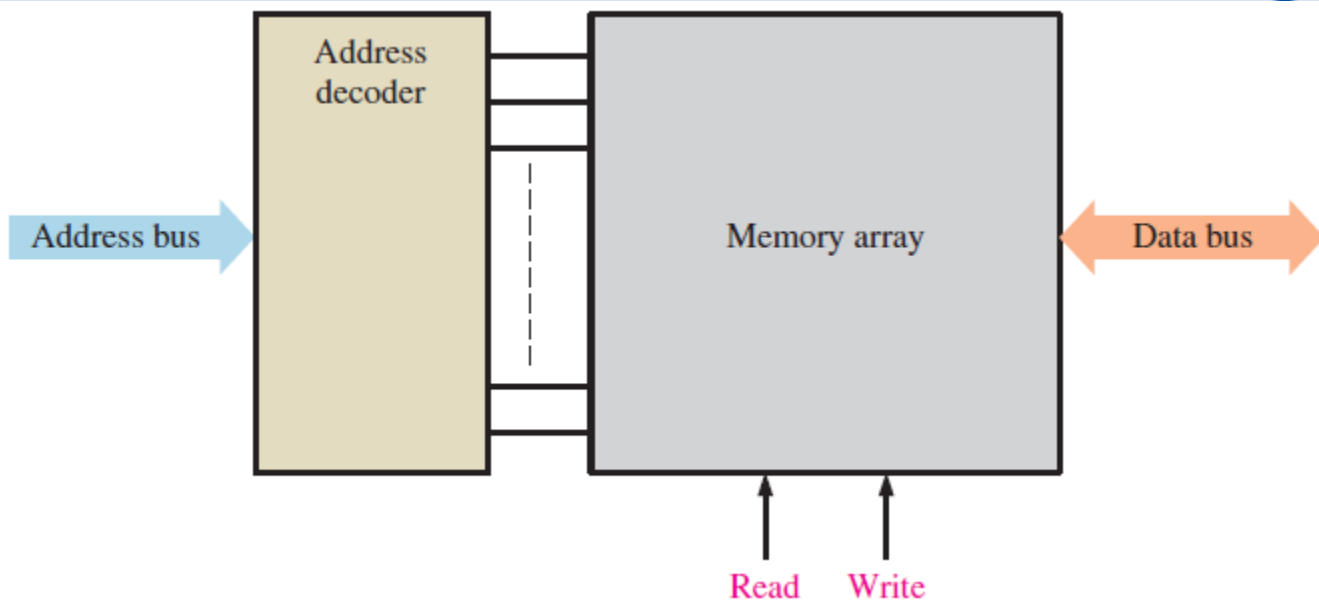 Address
decoder
Address bus
Memory array
Data bus
Read
Write